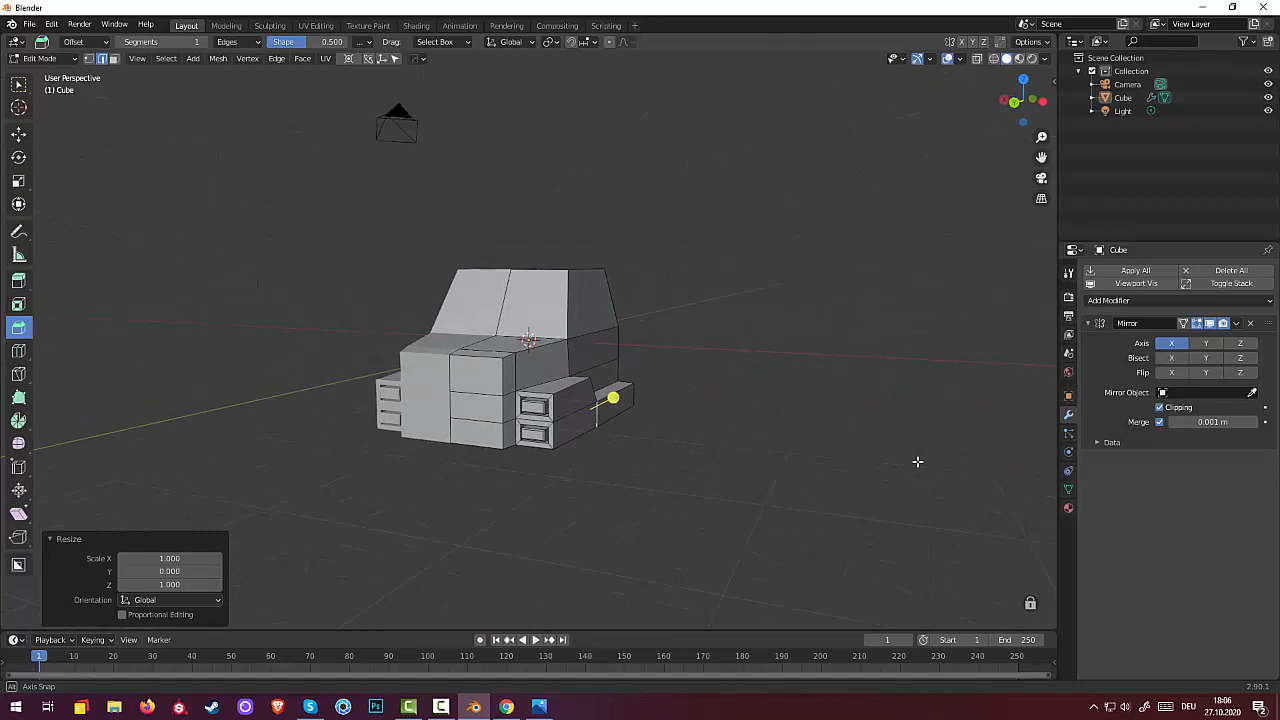 Blender
File Edit Render Window Help Layout Modeling Sculpting UV Editing Texture Paint Shading Animation Rendering Compositing Scripting + Scene View Layer
Offset Segments 1 Edges Shape 0.500 ... Drag: Select Box Global X Y Z Options
Edit Mode View Select Add Mesh Vertex Edge Face UV
User Perspective
(1) Cube
Z
Y
Scene Collection
Collection
Camera
Cube
Light
Cube
Apply All Delete All
Viewport Vis Toggle Stack
Add Modifier
Mirror
Axis X Y Z
Bisect X Y Z
Flip X Y Z
Mirror Object
Clipping
Merge 0.001 m
Data
Resize
Scale X 1.000
Y 0.000
Z 1.000
Orientation Global
Proportional Editing
Playback Keying View Marker 1 Start 1 End 250
1 10 20 30 40 50 60 70 80 90 100 110 120 130 140 150 160 170 180 190 200 210 220 230 240 250
Axis Snap 2.90.1
Ps DEU 18:06
27.10.2020 2